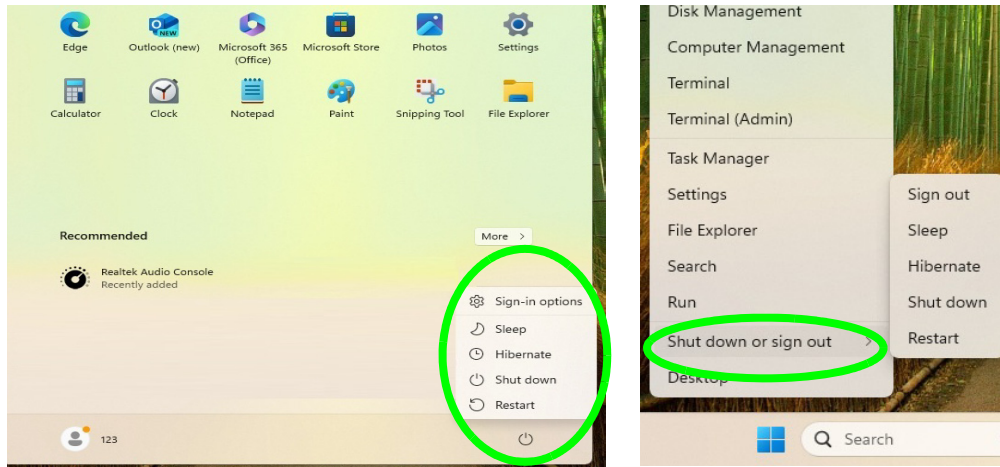 Edge
Outlook (new)
Microsoft 365
(Office)
Microsoft Store
Photos
Settings
NEW
Calculator
Clock
Notepad
Paint
Snipping Tool
File Explorer
Recommended
More >
Realtek Audio Console
Recently added
Sign-in options
Sleep
Hibernate
Shut down
Restart
123
Disk Management
Computer Management
Terminal
Terminal (Admin)
Task Manager
Settings
File Explorer
Search
Run
Shut down or sign out >
Desktop
Sign out
Sleep
Hibernate
Shut down
Restart
Search